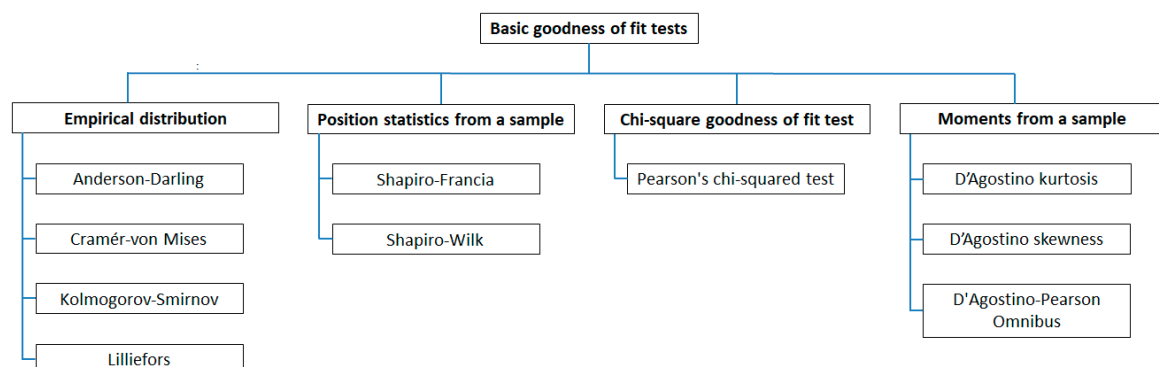 Basic goodness of fit tests
:
Empirical distribution
Anderson-Darling
Cramér-von Mises
Kolmogorov-Smirnov
Lilliefors
Position statistics from a sample
Shapiro-Francia
Shapiro-Wilk
Chi-square goodness of fit test
Pearson's chi-squared test
Moments from a sample
D’Agostino kurtosis
D’Agostino skewness
D'Agostino-Pearson
Omnibus